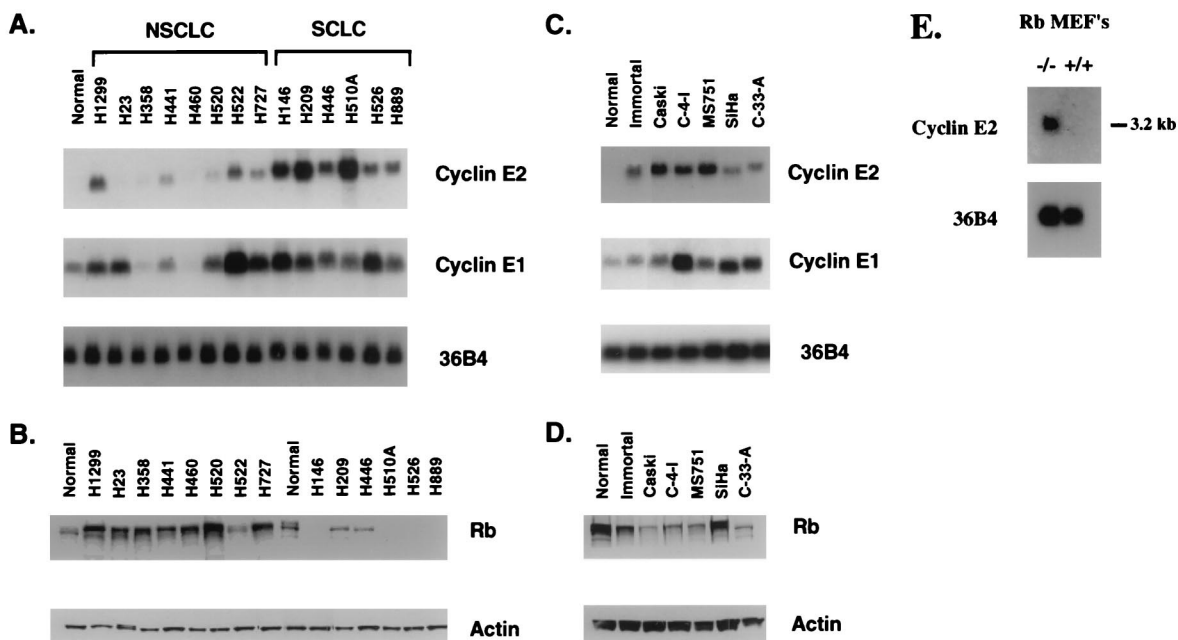 A.
NSCLC
SCLC
Normal
H1299
H23
H358
H441
H460
H520
H522
H727
H146
H209
H446
H510A
H526
H889
Cyclin E2
Cyclin E1
36B4
B.
Normal
H1299
H23
H358
H441
H460
H520
H522
H727
Normal
H146
H209
H446
H510A
H526
H889
Rb
Actin
C.
Normal
Immortal
Caski
C-4-I
MS751
SiHa
C-33-A
Cyclin E2
Cyclin E1
36B4
D.
Normal
Immortal
Caski
C-4-I
MS751
SiHa
C-33-A
Rb
Actin
E.
Rb MEF's
-/- +/+
Cyclin E2
3.2 kb
36B4